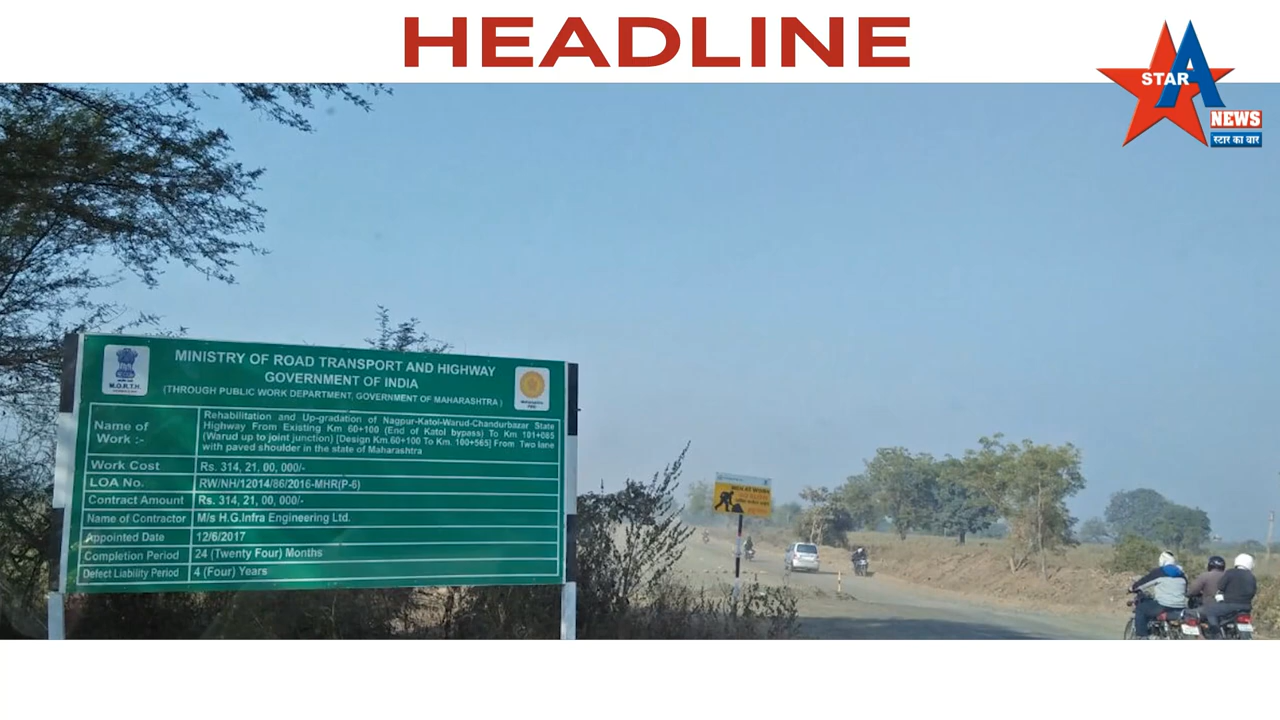 HEADLINE
STAR A
NEWS
स्टार का वार
MINISTRY OF ROAD TRANSPORT AND HIGHWAY
GOVERNMENT OF INDIA
(THROUGH PUBLIC WORK DEPARTMENT, GOVERNMENT OF MAHARASHTRA)
M.O.R.T.H.
Name of Work :-
Rehabilitation and Up-gradation of Nagpur-Katol-Warud-Chandurbazar State
Highway From Existing Km 60+100 (End of Katol bypass) To Km 101+085
(Warud up to joint junction) [Design Km.60+100 To Km. 100+565] From Two lane
with paved shoulder in the state of Maharashtra
Work Cost Rs. 314, 21, 00, 000/-
LOA No. RW/NH/12014/86/2016-MHR(P-6)
Contract Amount Rs. 314, 21, 00, 000/-
Name of Contractor M/s H.G.Infra Engineering Ltd.
Appointed Date 12/6/2017
Completion Period 24 (Twenty Four) Months
Defect Liability Period 4 (Four) Years
MEN AT WORK